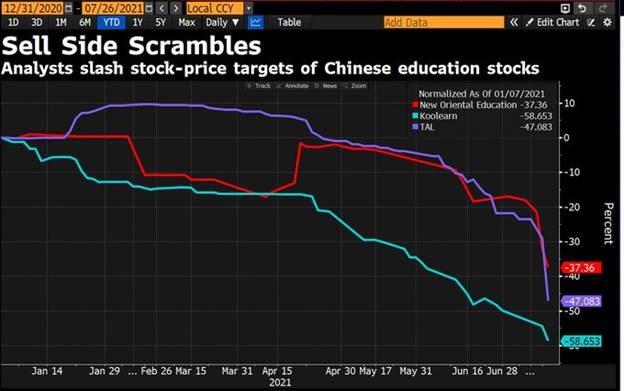 12/31/2020 - 07/26/2021 Local CCY
1D 1M 6M YTD 1Y 5Y Max Daily ▼ Table Add Data « Edit Chart
Sell Side Scrambles
Analysts slash stock-price targets of Chinese education stocks
Track Annotate News Zoom
Normalized As Of 01/07/2021
New Oriental Education -37.36
Koolearn -58.653
TAL -47.083
10
0
-10
-20
-30
-37.36
-40
-47.083
-50
-58.653
Percent
Jan 14 Jan 29 ... Feb 26 Mar 15 Mar 31 Apr 15 Apr 30 May 17 May 31 Jun 16 Jun 28 ...
2021